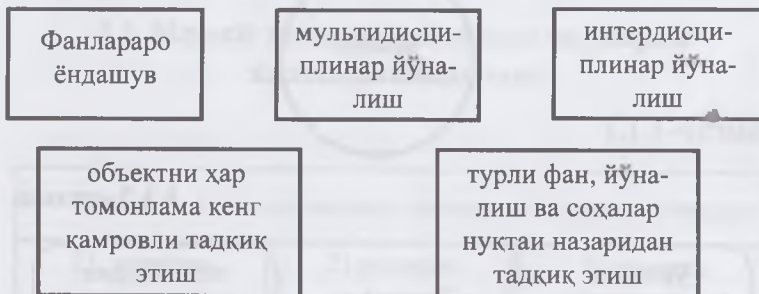 Фанлараро
ёндашув
мультидисци-
плинар йўна-
лиш
интердисци-
плинар йўна-
лиш
объектни ҳар
томонлама кенг
қамровли тадқиқ
этиш
турли фан, йўна-
лиш ва соҳалар
нуқтаи назаридан
тадқиқ этиш